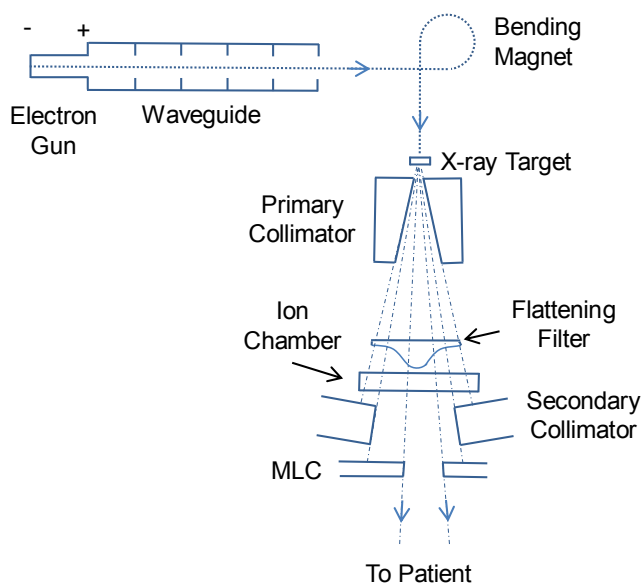 - +
Electron
Gun
Waveguide
Bending
Magnet
X-ray Target
Primary
Collimator
Ion
Chamber
Flattening
Filter
Secondary
Collimator
MLC
To Patient